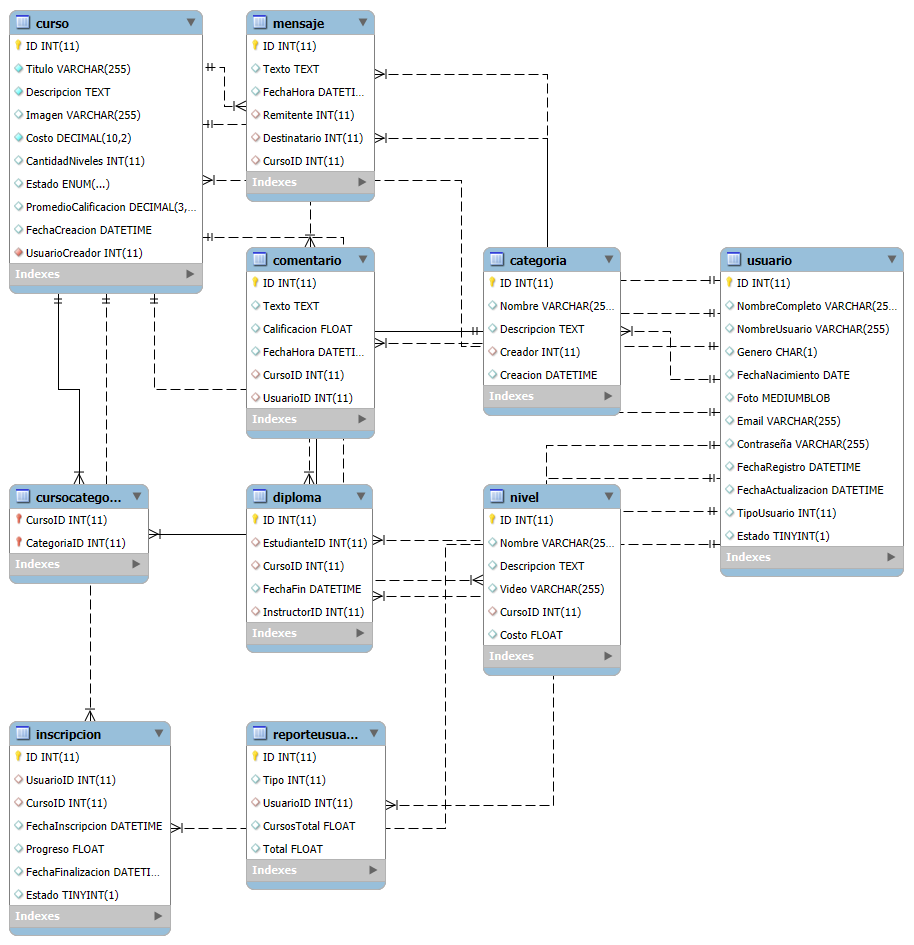 curso
ID INT(11)
Titulo VARCHAR(255)
Descripcion TEXT
Imagen VARCHAR(255)
Costo DECIMAL(10,2)
CantidadNiveles INT(11)
Estado ENUM(...)
PromedioCalificacion DECIMAL(3,...
FechaCreacion DATETIME
UsuarioCreador INT(11)
Indexes
mensaje
ID INT(11)
Texto TEXT
FechaHora DATETI...
Remitente INT(11)
Destinatario INT(11)
CursoID INT(11)
Indexes
comentario
ID INT(11)
Texto TEXT
Calificacion FLOAT
FechaHora DATETI...
CursoID INT(11)
UsuarioID INT(11)
Indexes
categoria
ID INT(11)
Nombre VARCHAR(25...
Descripcion TEXT
Creador INT(11)
Creacion DATETIME
Indexes
usuario
ID INT(11)
NombreCompleto VARCHAR(25...
NombreUsuario VARCHAR(255)
Genero CHAR(1)
FechaNacimiento DATE
Foto MEDIUMBLOB
Email VARCHAR(255)
Contraseña VARCHAR(255)
FechaRegistro DATETIME
FechaActualizacion DATETIME
TipoUsuario INT(11)
Estado TINYINT(1)
Indexes
cursocatego...
CursoID INT(11)
CategoriaID INT(11)
Indexes
diploma
ID INT(11)
EstudianteID INT(11)
CursoID INT(11)
FechaFin DATETIME
InstructorID INT(11)
Indexes
nivel
ID INT(11)
Nombre VARCHAR(25...
Descripcion TEXT
Video VARCHAR(255)
CursoID INT(11)
Costo FLOAT
Indexes
inscripcion
ID INT(11)
UsuarioID INT(11)
CursoID INT(11)
FechaInscripcion DATETIME
Progreso FLOAT
FechaFinalizacion DATETI...
Estado TINYINT(1)
Indexes
reporteusua...
ID INT(11)
Tipo INT(11)
UsuarioID INT(11)
CursosTotal FLOAT
Total FLOAT
Indexes